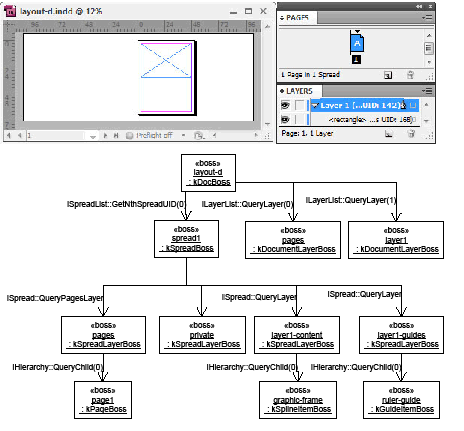 layout-d.indd @ 12%
PAGES
A
1
1 Page in 1 Spread
LAYERS
Layer 1 (...UID: 142)
<rectangle> ...s UID: 168)
Page: 1, 1 Layer
1
Preflight off
«boss»
layout-d
: kDocBoss
ISpreadList::GetNthSpreadUID(0)
ILayerList::QueryLayer(0)
ILayerList::QueryLayer(1)
«boss»
spread1
: kSpreadBoss
«boss»
pages
: kDocumentLayerBoss
«boss»
layer1
: kDocumentLayerBoss
ISpread::QueryPagesLayer
ISpread::QueryLayer
ISpread::QueryLayer
«boss»
pages
: kSpreadLayerBoss
«boss»
private
: kSpreadLayerBoss
«boss»
layer1-content
: kSpreadLayerBoss
«boss»
layer1-guides
: kSpreadLayerBoss
IHierarchy::QueryChild(0)
IHierarchy::QueryChild(0)
IHierarchy::QueryChild(0)
«boss»
page1
: kPageBoss
«boss»
graphic-frame
: kSplineItemBoss
«boss»
ruler-guide
: kGuideItemBoss